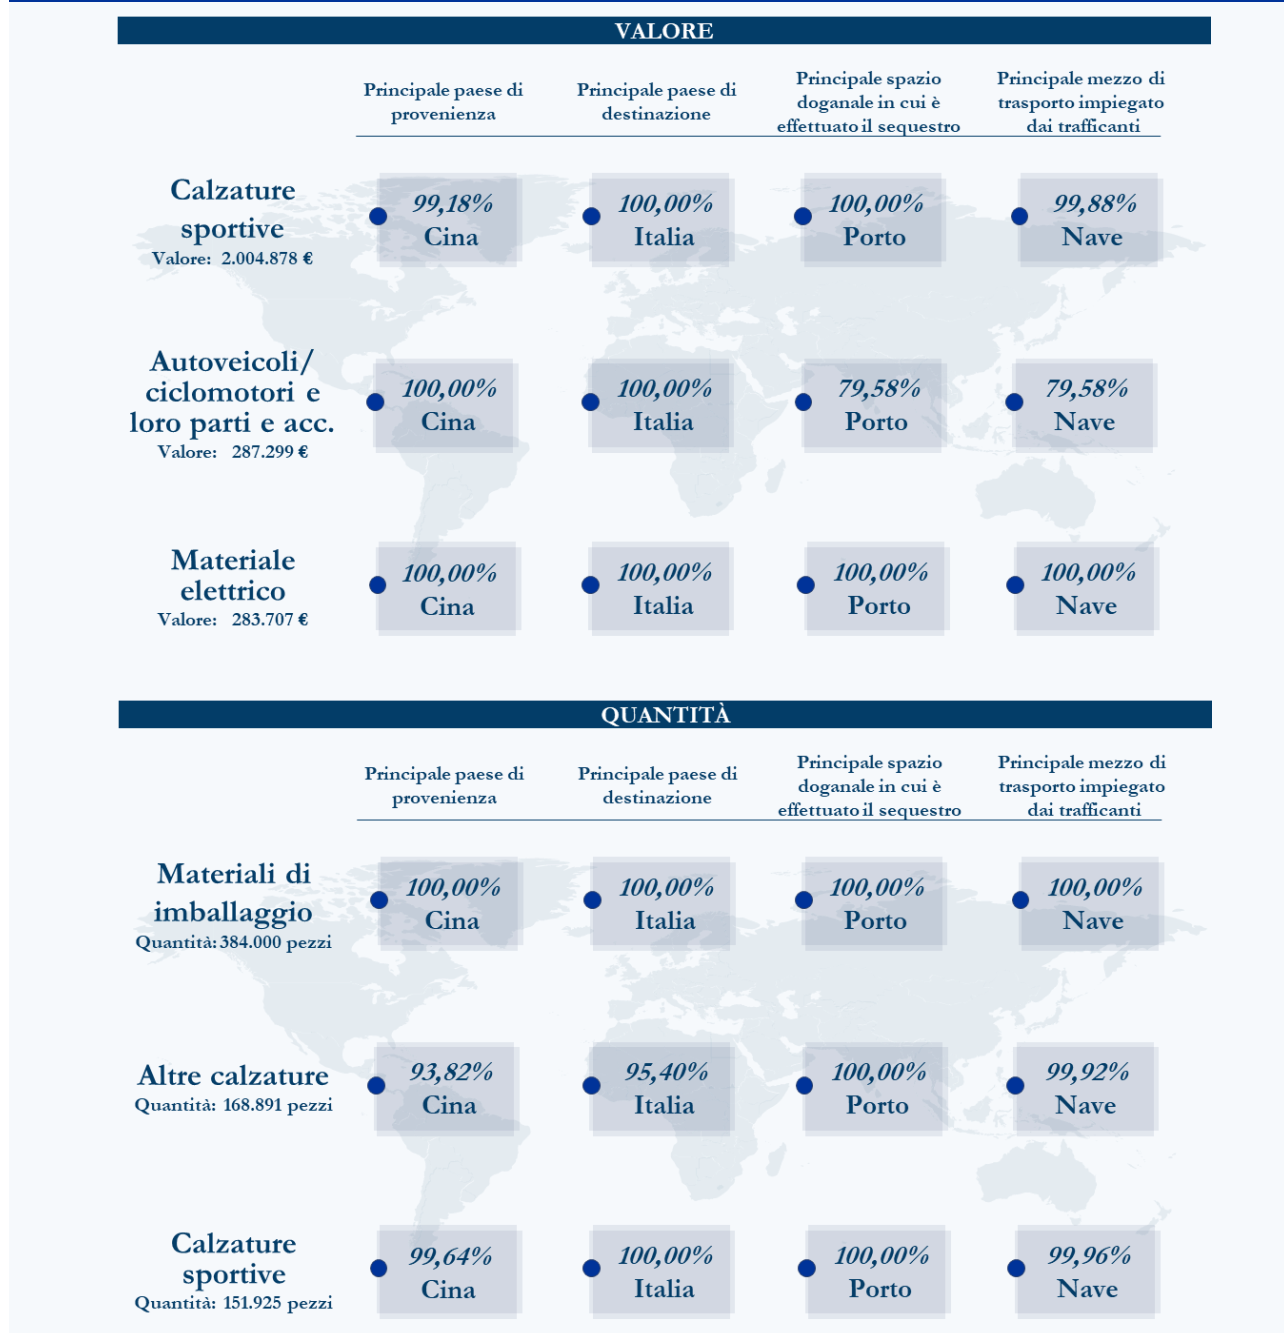 VALORE
Principale paese di
provenienza
Principale paese di
destinazione
Principale spazio
doganale in cui è
effettuato il sequestro
Principale mezzo di
trasporto impiegato
dai trafficanti
Calzature
sportive
Valore: 2.004.878 €
99,18%
Cina
100,00%
Italia
100,00%
Porto
99,88%
Nave
Autoveicoli/
ciclomotori e
loro parti e acc.
Valore: 287.299 €
100,00%
Cina
100,00%
Italia
79,58%
Porto
79,58%
Nave
Materiale
elettrico
Valore: 283.707 €
100,00%
Cina
100,00%
Italia
100,00%
Porto
100,00%
Nave
QUANTITÀ
Principale paese di
provenienza
Principale paese di
destinazione
Principale spazio
doganale in cui è
effettuato il sequestro
Principale mezzo di
trasporto impiegato
dai trafficanti
Materiali di
imballaggio
Quantità: 384.000 pezzi
100,00%
Cina
100,00%
Italia
100,00%
Porto
100,00%
Nave
Altre calzature
Quantità: 168.891 pezzi
93,82%
Cina
95,40%
Italia
100,00%
Porto
99,92%
Nave
Calzature
sportive
Quantità: 151.925 pezzi
99,64%
Cina
100,00%
Italia
100,00%
Porto
99,96%
Nave